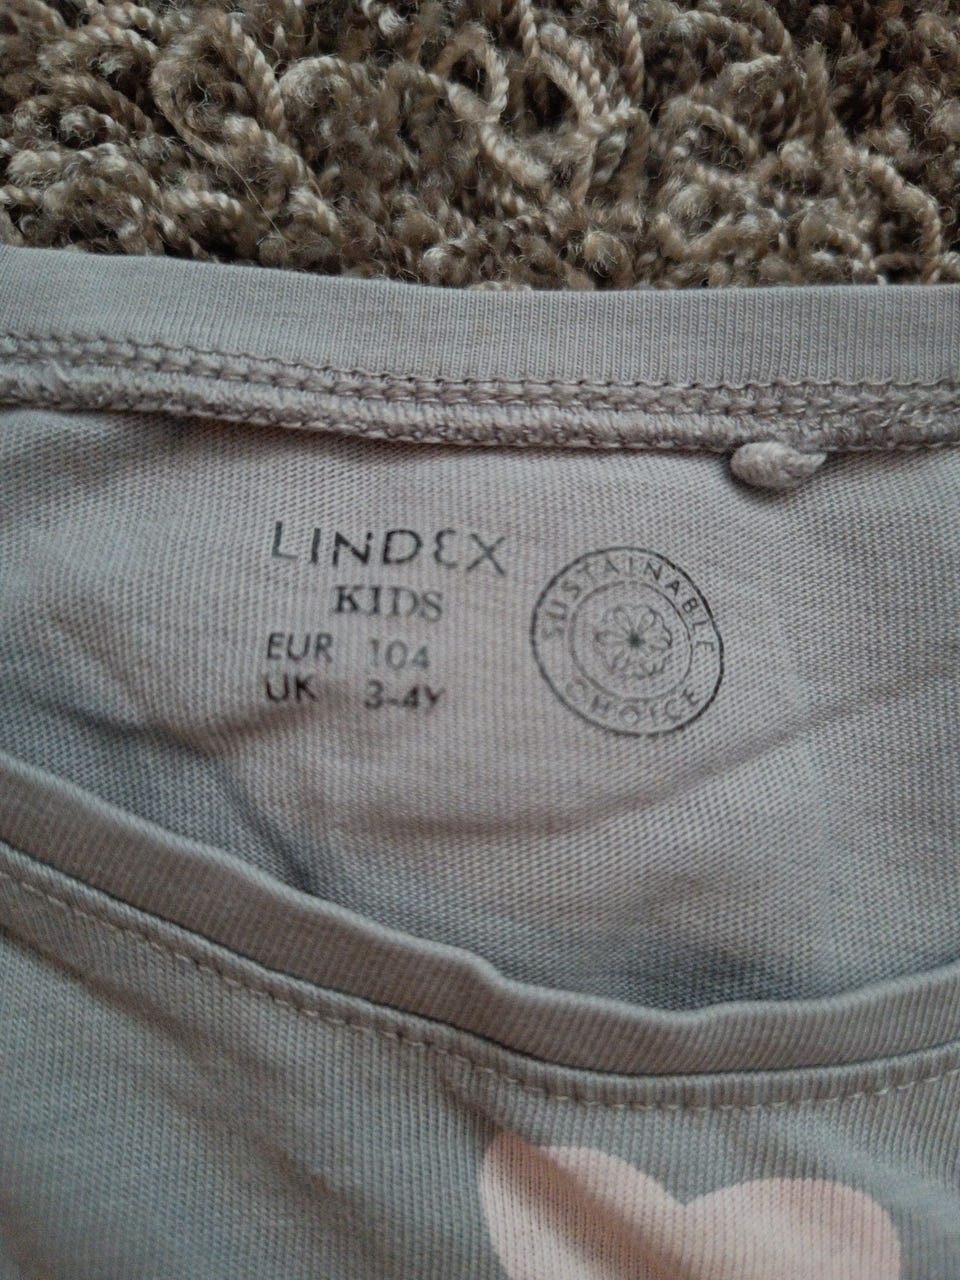 LINDEX
KIDS
EUR 104
UK 3-4Y
SUSTAINABLE
CHOICE